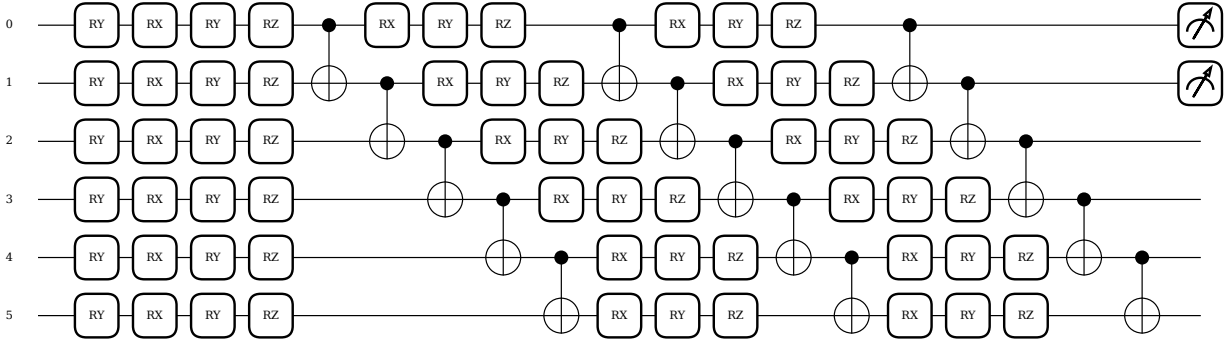 0 RY RX RY RZ RX RY RZ RX RY RZ
1 RY RX RY RZ RX RY RZ RX RY RZ
2 RY RX RY RZ RX RY RZ RX RY RZ
3 RY RX RY RZ RX RY RZ RX RY RZ
4 RY RX RY RZ RX RY RZ RX RY RZ
5 RY RX RY RZ RX RY RZ RX RY RZ